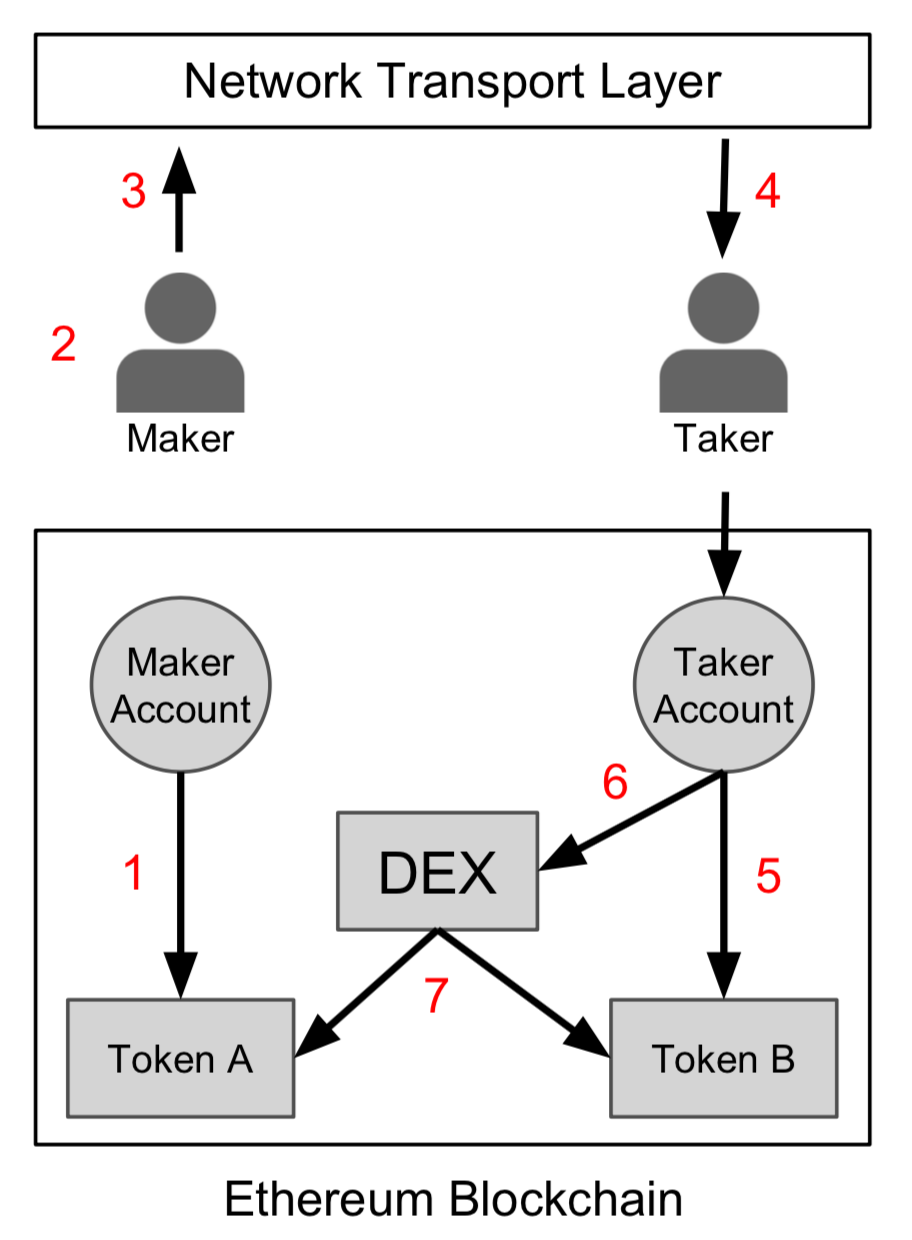 Network Transport Layer
3
4
2
Maker
Taker
Maker
Account
Taker
Account
6
1
DEX
5
7
Token A
Token B
Ethereum Blockchain